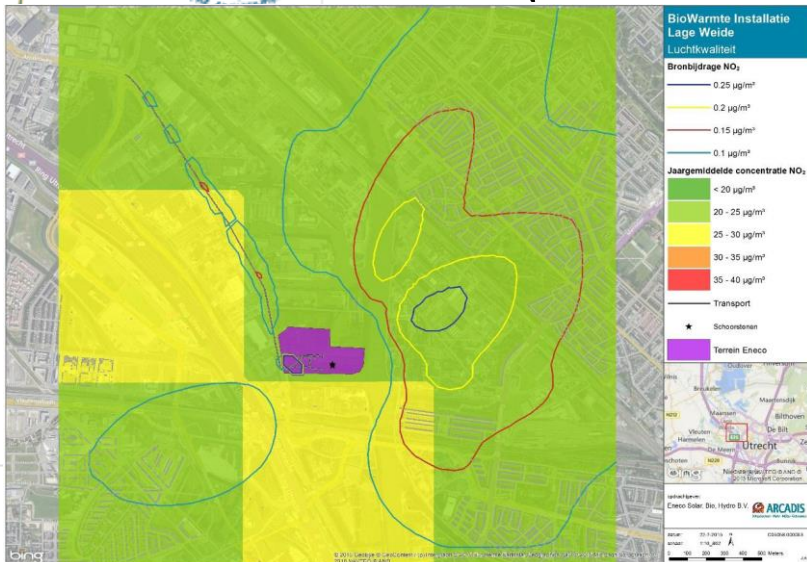 BioWarmte Installatie
Lage Weide
Luchtkwaliteit
Bronbijdrage NO₂
0.25 µg/m³
0.2 µg/m³
0.15 µg/m³
0.1 µg/m³
Jaargemiddelde concentratie NO₂
< 20 µg/m³
20 - 25 µg/m³
25 - 30 µg/m³
30 - 35 µg/m³
35 - 40 µg/m³
Transport
Schoorstenen
Terrein Eneco
Breukelen
Maartensdijk
Maarssen
Bilthoven
Vleuten
De Bilt
Harmelen
Utrecht
De Meern
Bunnik
Eneco Solar, Bio, Hydro B.V.
ARCADIS
0 100 200 300 400 500 Meters
bing